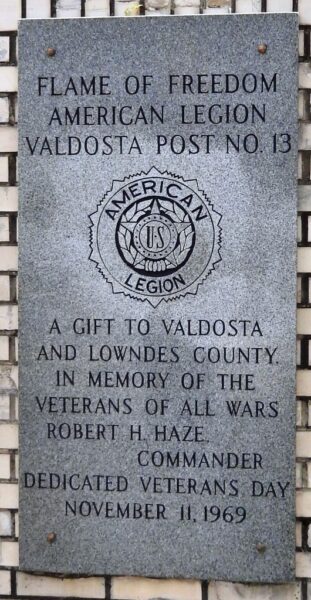 FLAME OF FREEDOM
AMERICAN LEGION
VALDOSTA POST NO. 13
AMERICAN
U S
LEGION
A GIFT TO VALDOSTA
AND LOWNDES COUNTY.
IN MEMORY OF THE
VETERANS OF ALL WARS
ROBERT H. HAZE,
COMMANDER
DEDICATED VETERANS DAY
NOVEMBER 11, 1969